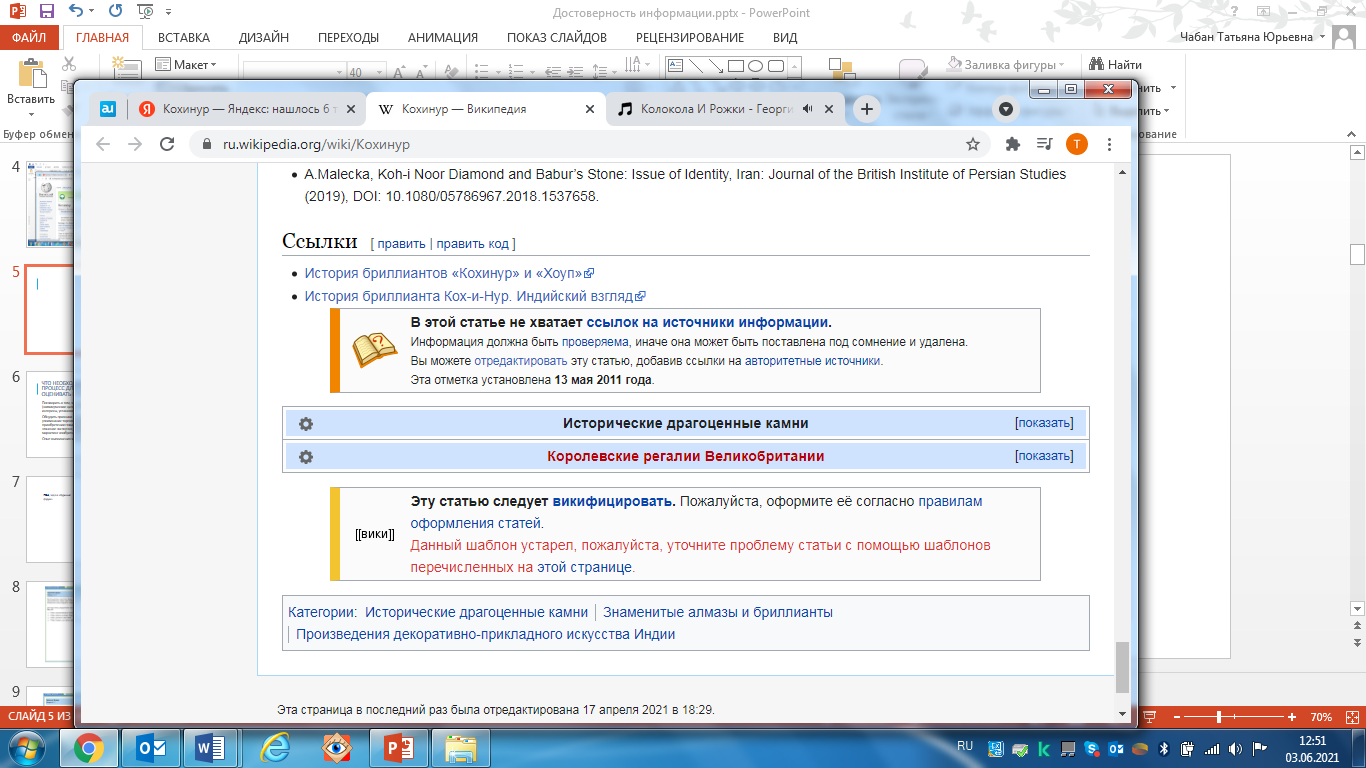 Достоверность информации.pptx - PowerPoint
ФАЙЛ ГЛАВНАЯ ВСТАВКА ДИЗАЙН ПЕРЕХОДЫ АНИМАЦИЯ ПОКАЗ СЛАЙДОВ РЕЦЕНЗИРОВАНИЕ ВИД Чабан Татьяна Юрьевна
Макет
40
Заливка фигуры
Найти
Вставить
Буфер обмен
Кохинур — Яндекс: нашлось 6 т
Кохинур — Википедия
Колокола И Рожки - Георги
ru.wikipedia.org/wiki/Кохинур
T
4
5
6
7
8
9
A.Malecka, Koh-i Noor Diamond and Babur's Stone: Issue of Identity, Iran: Journal of the British Institute of Persian Studies
(2019), DOI: 10.1080/05786967.2018.1537658.
Ссылки [ править | править код ]
История бриллиантов «Кохинур» и «Хоуп»
История бриллианта Кох-и-Нур. Индийский взгляд
В этой статье не хватает ссылок на источники информации.
Информация должна быть проверяема, иначе она может быть поставлена под сомнение и удалена.
Вы можете отредактировать эту статью, добавив ссылки на авторитетные источники.
Эта отметка установлена 13 мая 2011 года.
Исторические драгоценные камни [показать]
Королевские регалии Великобритании [показать]
[[вики]]
Эту статью следует викифицировать. Пожалуйста, оформите её согласно правилам
оформления статей.
Данный шаблон устарел, пожалуйста, уточните проблему статьи с помощью шаблонов
перечисленных на этой странице.
Категории: Исторические драгоценные камни | Знаменитые алмазы и бриллианты
| Произведения декоративно-прикладного искусства Индии
Эта страница в последний раз была отредактирована 17 апреля 2021 в 18:29.
СЛАЙД 5 ИЗ
70%
RU
12:51
03.06.2021